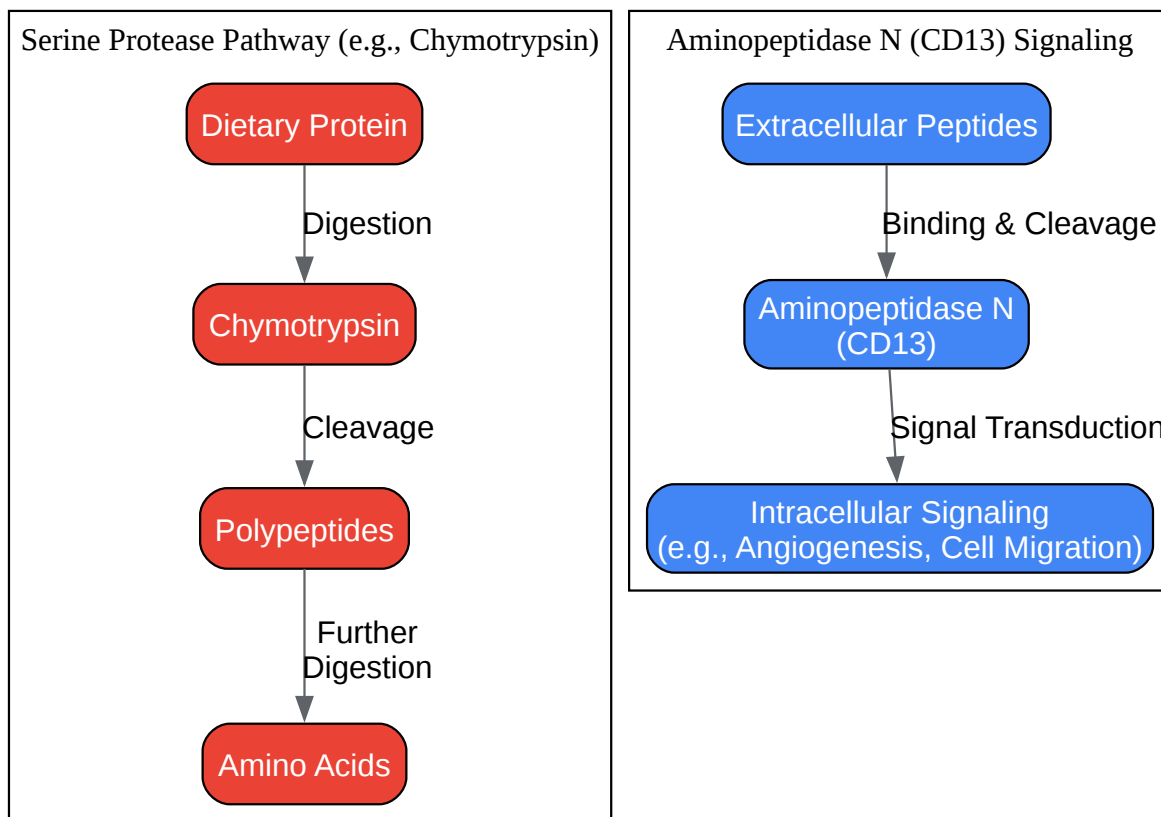 Serine Protease Pathway (e.g., Chymotrypsin)
Dietary Protein
Digestion
Chymotrypsin
Cleavage
Polypeptides
Further
Digestion
Amino Acids
Aminopeptidase N (CD13) Signaling
Extracellular Peptides
Binding & Cleavage
Aminopeptidase N
(CD13)
Signal Transduction
Intracellular Signaling
(e.g., Angiogenesis, Cell Migration)